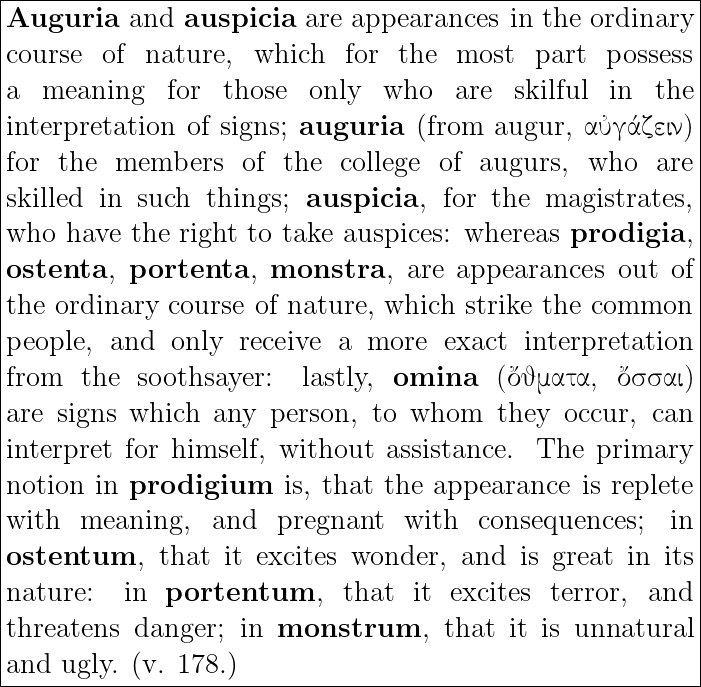 Auguria and auspicia are appearances in the ordinary
course of nature, which for the most part possess
a meaning for those only who are skilful in the
interpretation of signs; auguria (from augur, αὐγάζειν)
for the members of the college of augurs, who are
skilled in such things; auspicia, for the magistrates,
who have the right to take auspices: whereas prodigia,
ostenta, portenta, monstra, are appearances out of
the ordinary course of nature, which strike the common
people, and only receive a more exact interpretation
from the soothsayer: lastly, omina (ὄϑματα, ὄσσαι)
are signs which any person, to whom they occur, can
interpret for himself, without assistance. The primary
notion in prodigium is, that the appearance is replete
with meaning, and pregnant with consequences; in
ostentum, that it excites wonder, and is great in its
nature: in portentum, that it excites terror, and
threatens danger; in monstrum, that it is unnatural
and ugly. (v. 178.)